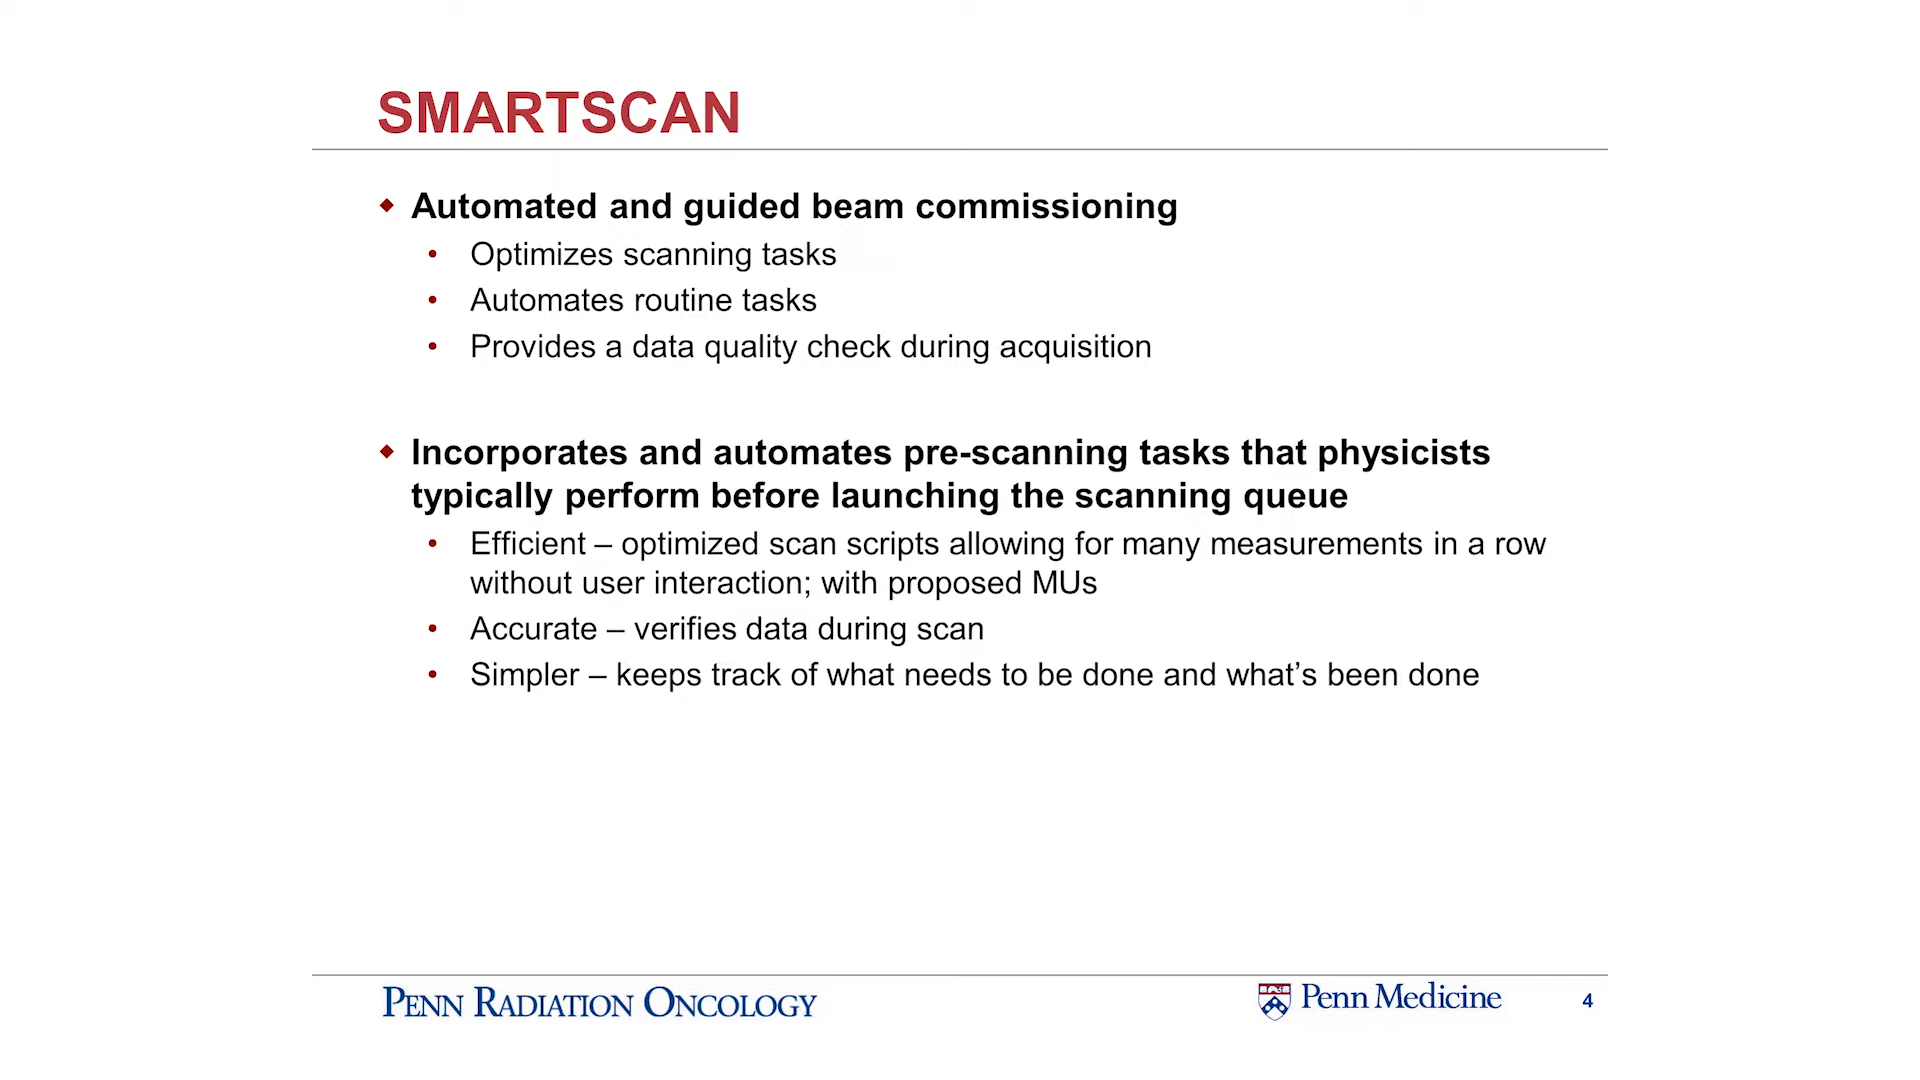 SMARTSCAN
Automated and guided beam commissioning
• Optimizes scanning tasks
• Automates routine tasks
• Provides a data quality check during acquisition
Incorporates and automates pre-scanning tasks that physicists
typically perform before launching the scanning queue
• Efficient – optimized scan scripts allowing for many measurements in a row
without user interaction; with proposed MUs
• Accurate – verifies data during scan
• Simpler – keeps track of what needs to be done and what’s been done
PENN RADIATION ONCOLOGY
Penn Medicine
4